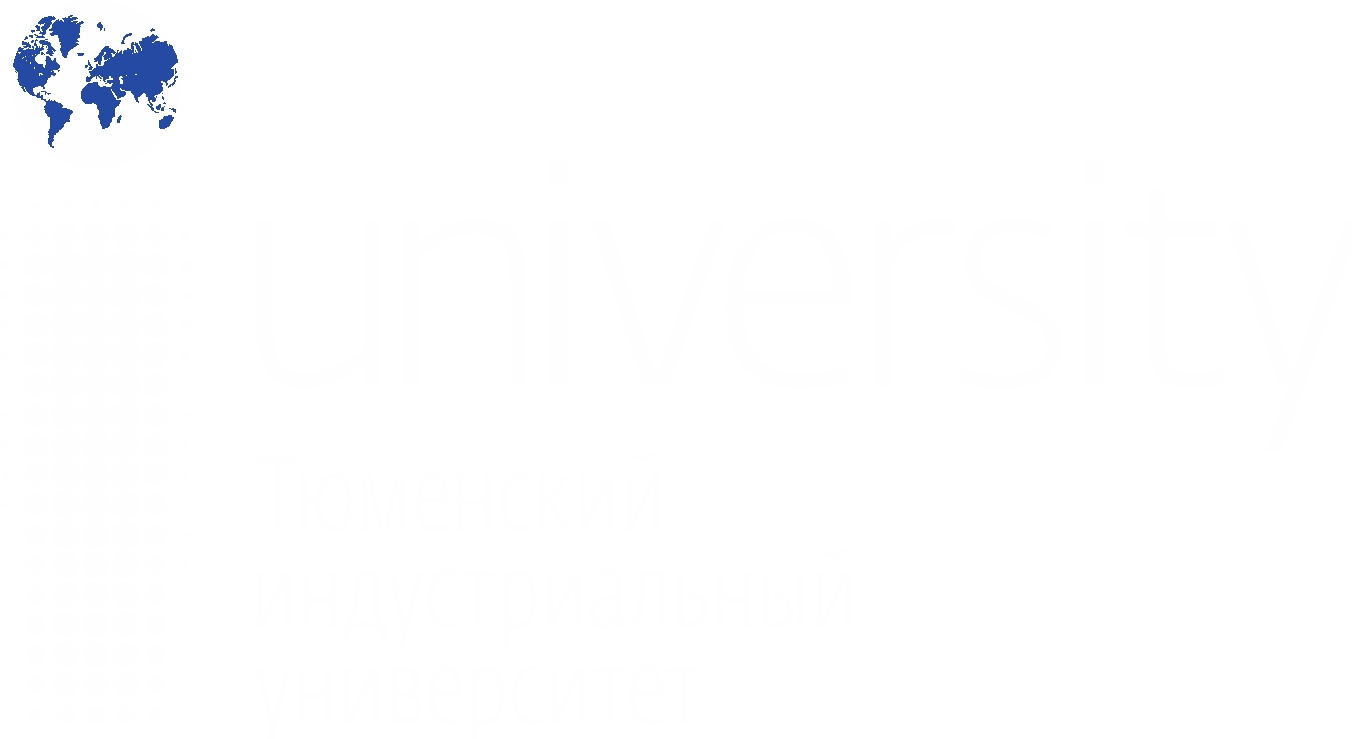 university
Тюменский
индустриальный
университет